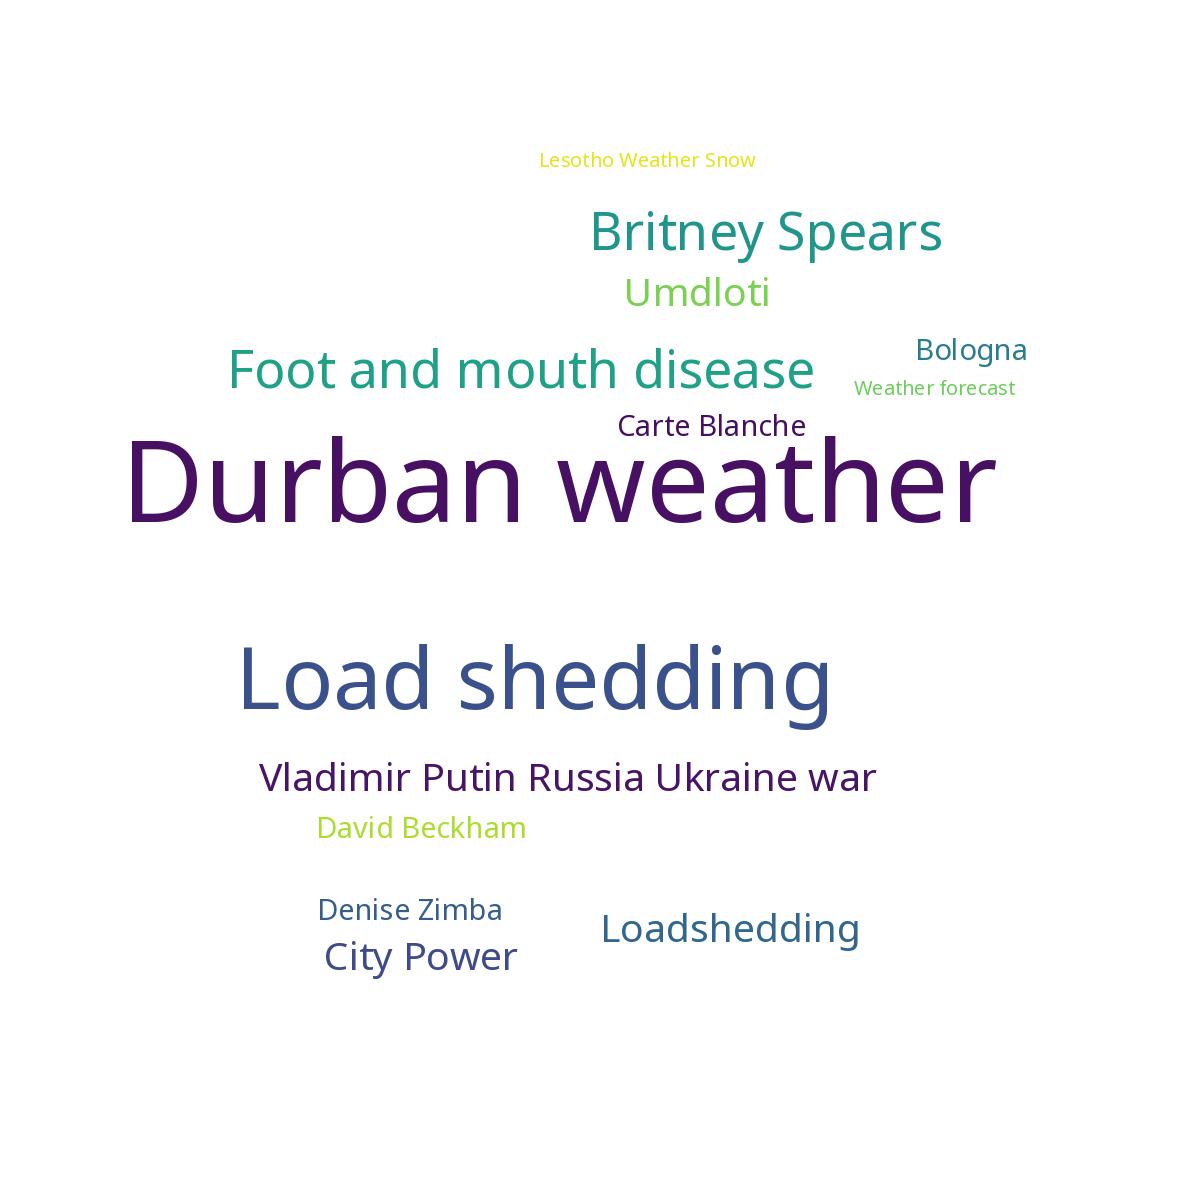 Lesotho Weather Snow
Britney Spears
Umdloti
Bologna
Foot and mouth disease
Weather forecast
Carte Blanche
Durban weather
Load shedding
Vladimir Putin Russia Ukraine war
David Beckham
Denise Zimba
Loadshedding
City Power